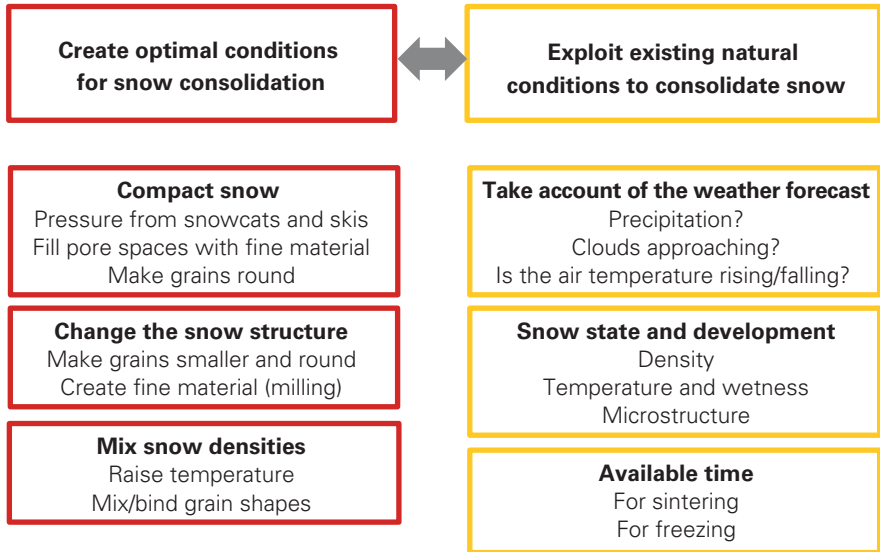 Create optimal conditions
for snow consolidation
Exploit existing natural
conditions to consolidate snow
Compact snow
Pressure from snowcats and skis
Fill pore spaces with fine material
Make grains round
Change the snow structure
Make grains smaller and round
Create fine material (milling)
Mix snow densities
Raise temperature
Mix/bind grain shapes
Take account of the weather forecast
Precipitation?
Clouds approaching?
Is the air temperature rising/falling?
Snow state and development
Density
Temperature and wetness
Microstructure
Available time
For sintering
For freezing